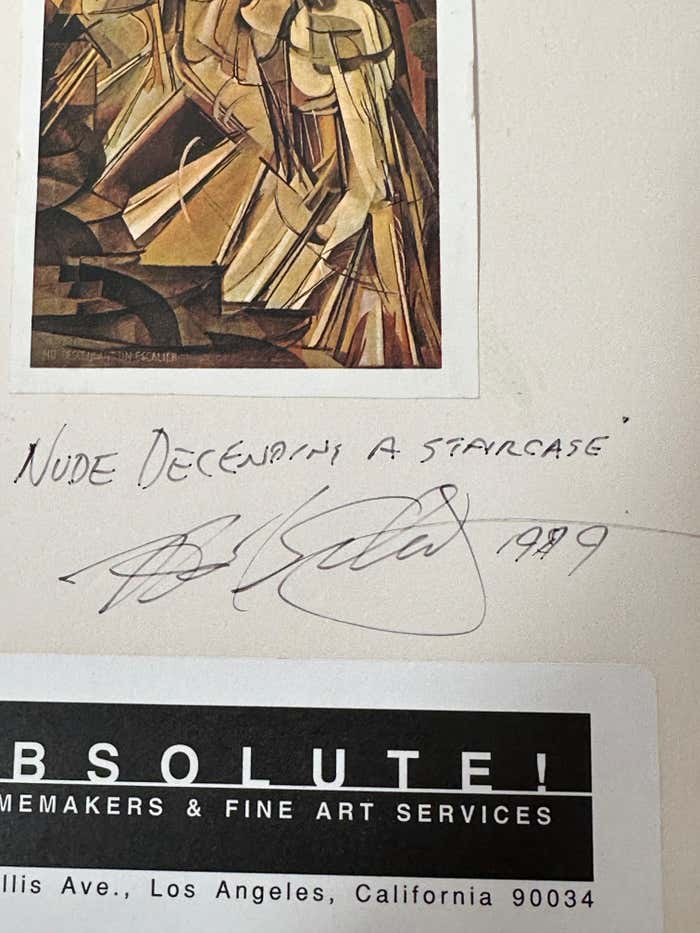 NU DESCENDANT UN ESCALIER
NUDE DECENDING A STAIRCASE"
1989
BSOLUTE!
MEMAKERS & FINE ART SERVICES
llis Ave., Los Angeles, California 90034